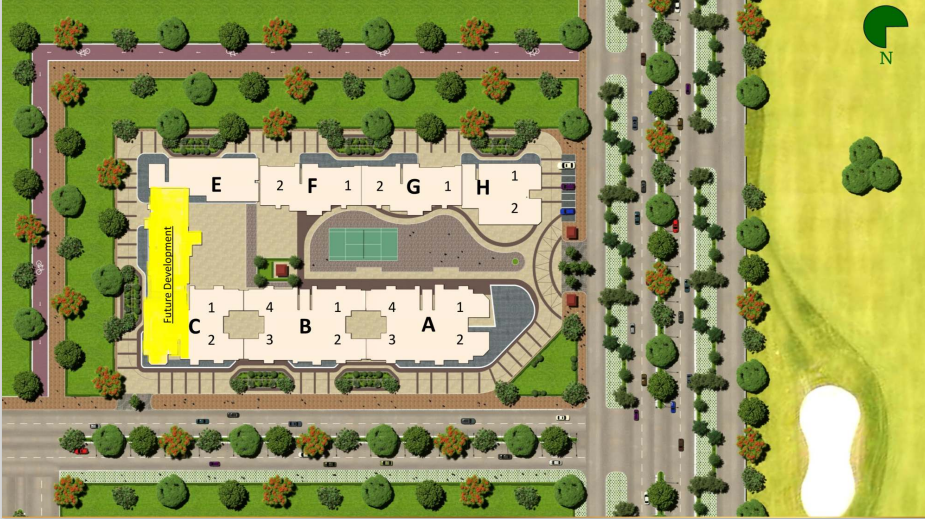 N
E
2 F 1
2 G 1
H 1
2
Future Development
C 1
2
4 B 1
3 2
4 A 1
3 2